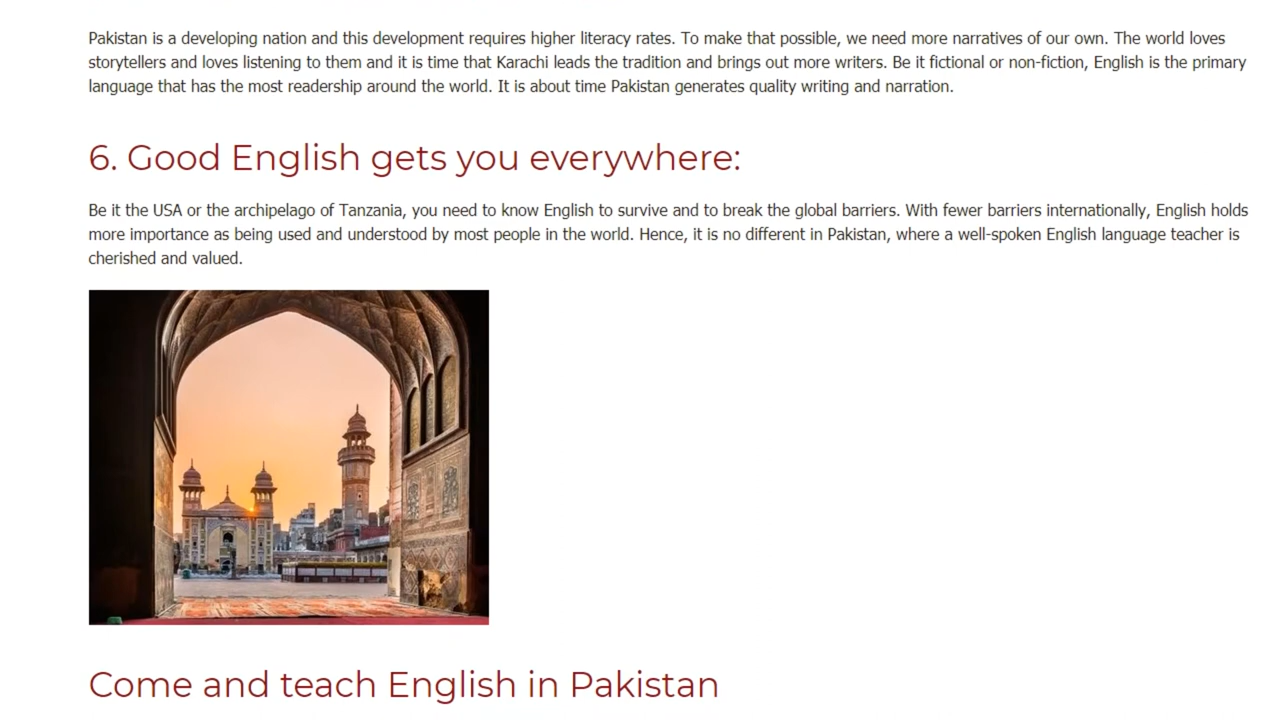 Pakistan is a developing nation and this development requires higher literacy rates. To make that possible, we need more narratives of our own. The world loves
storytellers and loves listening to them and it is time that Karachi leads the tradition and brings out more writers. Be it fictional or non-fiction, English is the primary
language that has the most readership around the world. It is about time Pakistan generates quality writing and narration.
6. Good English gets you everywhere:
Be it the USA or the archipelago of Tanzania, you need to know English to survive and to break the global barriers. With fewer barriers internationally, English holds
more importance as being used and understood by most people in the world. Hence, it is no different in Pakistan, where a well-spoken English language teacher is
cherished and valued.
Come and teach English in Pakistan